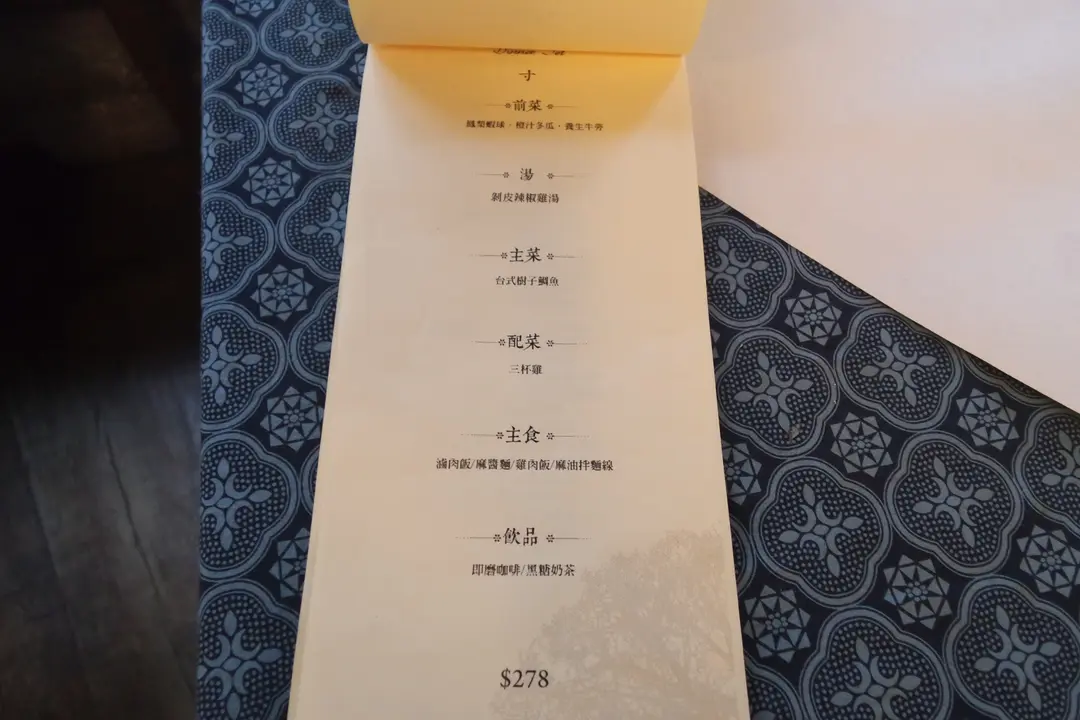 寸
前菜
鳳梨蝦球．橙汁冬瓜．養生牛蒡
湯
剝皮辣椒雞湯
主菜
台式樹子鯛魚
配菜
三杯雞
主食
滷肉飯/麻醬麵/雞肉飯/麻油拌麵線
飲品
即磨咖啡/黑糖奶茶
$278